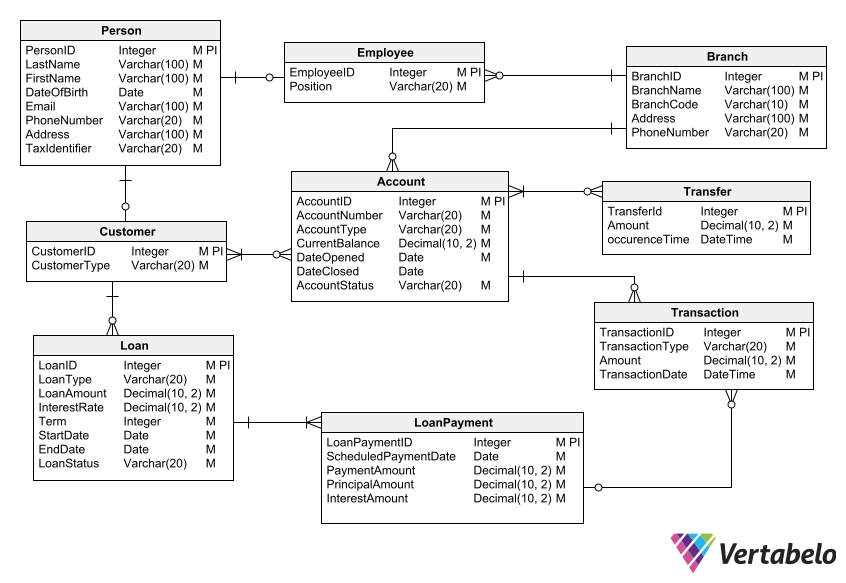 Person
PersonID Integer M PI
LastName Varchar(100) M
FirstName Varchar(100) M
DateOfBirth Date M
Email Varchar(100) M
PhoneNumber Varchar(20) M
Address Varchar(100) M
TaxIdentifier Varchar(20) M
Employee
EmployeeID Integer M PI
Position Varchar(20) M
Branch
BranchID Integer M PI
BranchName Varchar(100) M
BranchCode Varchar(10) M
Address Varchar(100) M
PhoneNumber Varchar(20) M
Customer
CustomerID Integer M PI
CustomerType Varchar(20) M
Account
AccountID Integer M PI
AccountNumber Varchar(20) M
AccountType Varchar(20) M
CurrentBalance Decimal(10, 2) M
DateOpened Date M
DateClosed Date
AccountStatus Varchar(20) M
Transfer
TransferId Integer M PI
Amount Decimal(10, 2) M
occurenceTime DateTime M
Transaction
TransactionID Integer M PI
TransactionType Varchar(20) M
Amount Decimal(10, 2) M
TransactionDate DateTime M
Loan
LoanID Integer M PI
LoanType Varchar(20) M
LoanAmount Decimal(10, 2) M
InterestRate Decimal(10, 2) M
Term Integer M
StartDate Date M
EndDate Date M
LoanStatus Varchar(20) M
LoanPayment
LoanPaymentID Integer M PI
ScheduledPaymentDate Date M
PaymentAmount Decimal(10, 2) M
PrincipalAmount Decimal(10, 2) M
InterestAmount Decimal(10, 2) M
Vertabelo